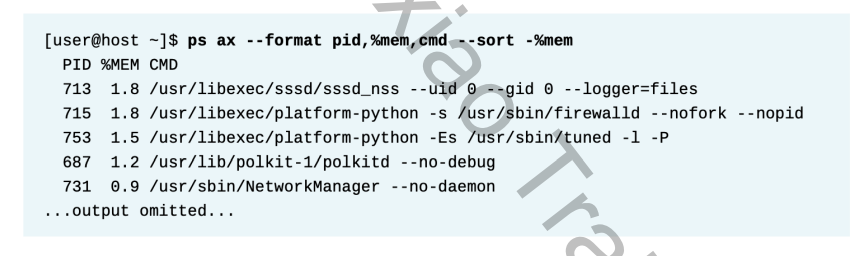 [user@host ~]$ ps ax --format pid,%mem,cmd --sort -%mem
PID %MEM CMD
713 1.8 /usr/libexec/sssd/sssd_nss --uid 0 --gid 0 --logger=files
715 1.8 /usr/libexec/platform-python -s /usr/sbin/firewalld --nofork --nopid
753 1.5 /usr/libexec/platform-python -Es /usr/sbin/tuned -l -P
687 1.2 /usr/lib/polkit-1/polkitd --no-debug
731 0.9 /usr/sbin/NetworkManager --no-daemon
...output omitted...